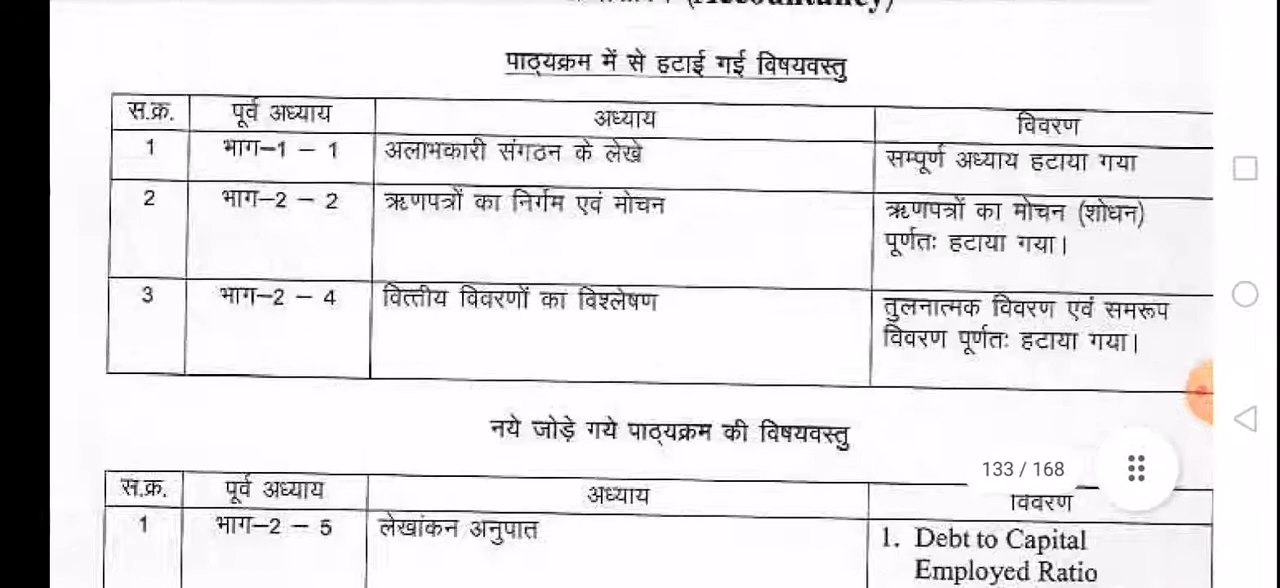 (Accountancy)
पाठ्यक्रम में से हटाई गई विषयवस्तु
स.क्र. पूर्व अध्याय अध्याय विवरण
1 भाग–1 – 1 अलाभकारी संगठन के लेखे सम्पूर्ण अध्याय हटाया गया
2 भाग–2 – 2 ऋणपत्रों का निर्गम एवं मोचन ऋणपत्रों का मोचन (शोधन)
पूर्णतः हटाया गया।
3 भाग–2 – 4 वित्तीय विवरणों का विश्लेषण तुलनात्मक विवरण एवं समरूप
विवरण पूर्णतः हटाया गया।
नये जोड़े गये पाठ्यक्रम की विषयवस्तु
133 / 168
स.क्र. पूर्व अध्याय अध्याय विवरण
1 भाग–2 – 5 लेखांकन अनुपात 1. Debt to Capital
Employed Ratio